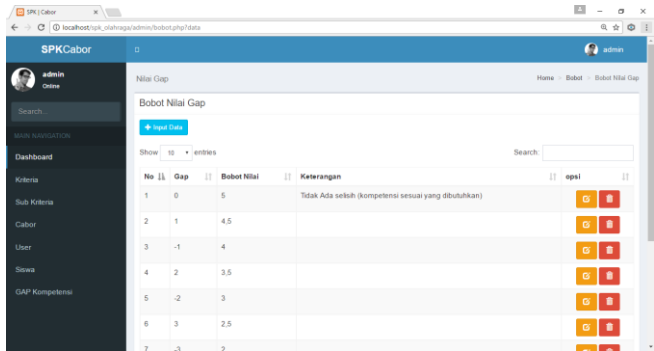 SPK | Cabor
localhost/spk_olahraga/admin/bobot.php?data
SPKCabor
admin
admin
Online
Search...
MAIN NAVIGATION
Dashboard
Kriteria
Sub Kriteria
Cabor
User
Siswa
GAP Kompetensi
Nilai Gap
Home > Bobot > Bobot Nilai Gap
Bobot Nilai Gap
+ Input Data
Show 10 entries
Search:
No Gap Bobot Nilai Keterangan opsi
1 0 5 Tidak Ada selisih (kompetensi sesuai yang dibutuhkan)
2 1 4,5
3 -1 4
4 2 3,5
5 -2 3
6 3 2,5
7 -3 2